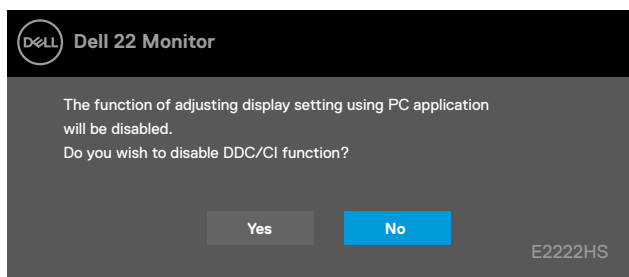 DELL Dell 22 Monitor
The function of adjusting display setting using PC application
will be disabled.
Do you wish to disable DDC/CI function?
Yes No
E2222HS